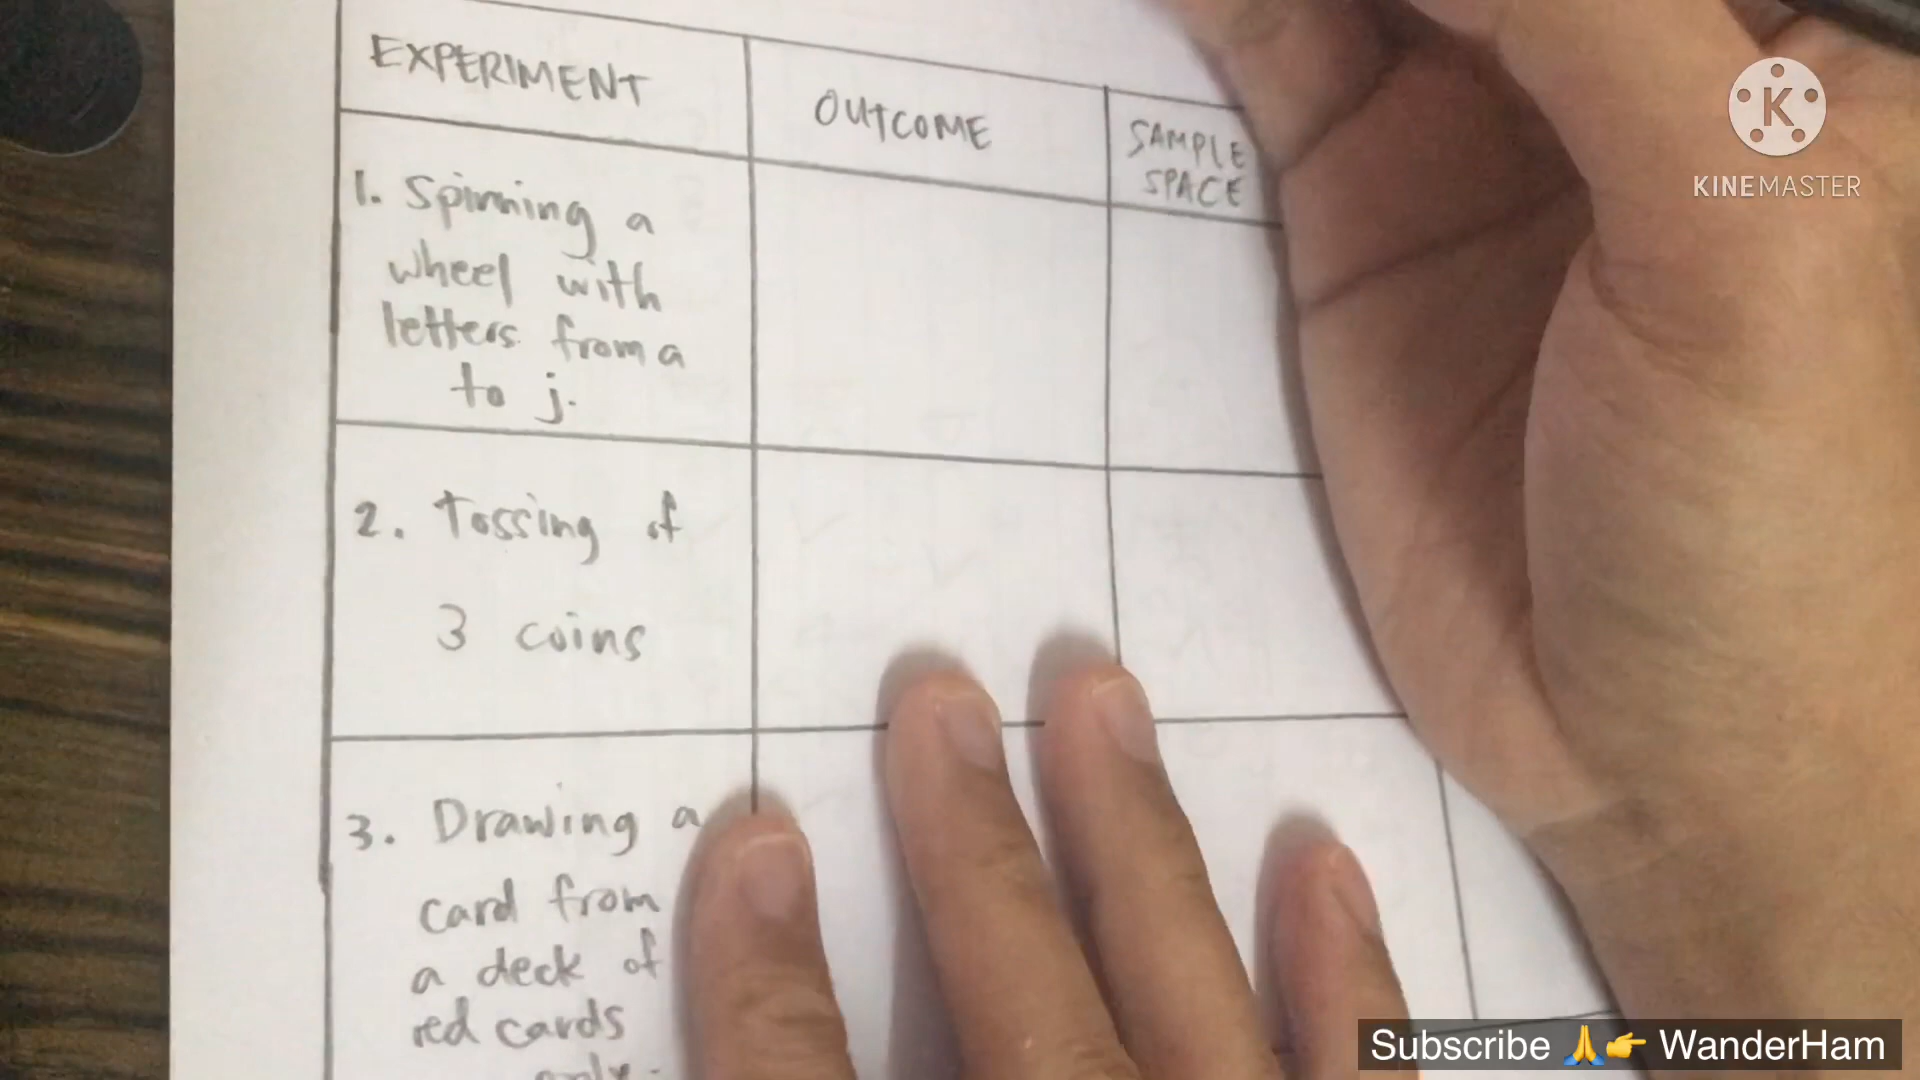 EXPERIMENT
OUTCOME
SAMPLE
SPACE
1. Spinning a
wheel with
letters from a
to j.
2. Tossing of
3 coins
3. Drawing a
card from
a deck of
red cards
only.
KINEMASTER
Subscribe 🙏👉 WanderHam